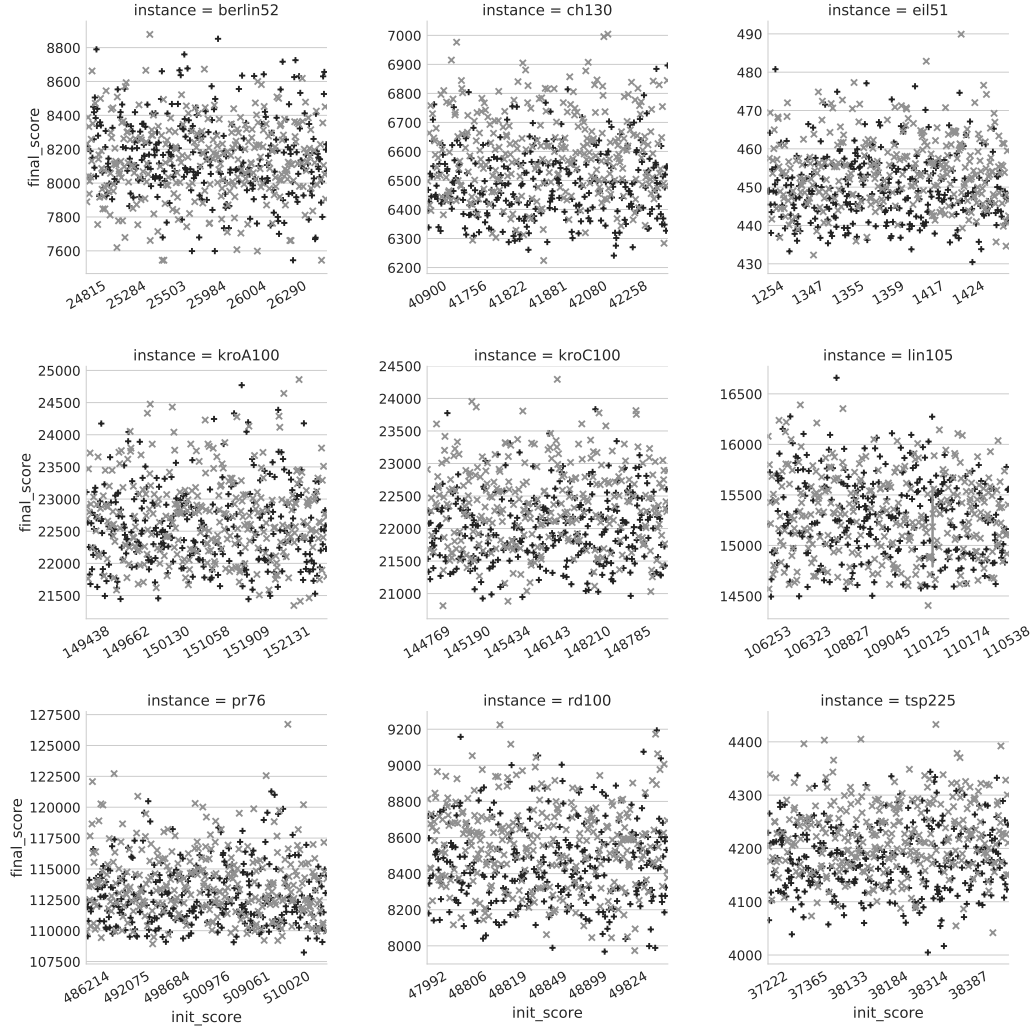 instance = berlin52
8800
8600
8400
8200
8000
7800
7600
final_score
24815 25284 25503 25984 26004 26290
instance = ch130
7000
6900
6800
6700
6600
6500
6400
6300
6200
40900 41756 41822 41881 42080 42258
instance = eil51
490
480
470
460
450
440
430
1254 1347 1355 1359 1417 1424
instance = kroA100
25000
24500
24000
23500
23000
22500
22000
21500
final_score
149438 149662 150130 151058 151909 152131
instance = kroC100
24500
24000
23500
23000
22500
22000
21500
21000
144769 145190 145434 146143 148210 148785
instance = lin105
16500
16000
15500
15000
14500
106253 106323 108827 109045 110125 110174 110538
instance = pr76
127500
125000
122500
120000
117500
115000
112500
110000
107500
final_score
486214 492075 498684 500976 509061 510020
init_score
instance = rd100
9200
9000
8800
8600
8400
8200
8000
47992 48806 48819 48849 48899 49824
init_score
instance = tsp225
4400
4300
4200
4100
4000
37222 37365 38133 38184 38314 38387
init_score